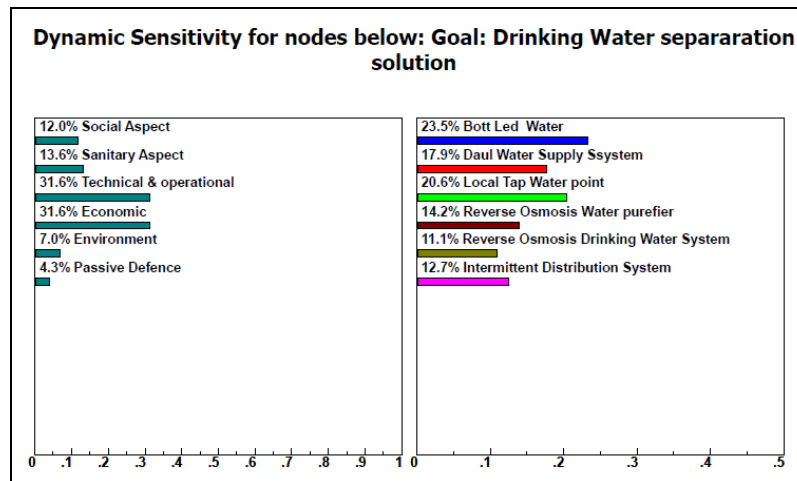 Dynamic Sensitivity for nodes below: Goal: Drinking Water separaration
solution
12.0% Social Aspect
13.6% Sanitary Aspect
31.6% Technical & operational
31.6% Economic
7.0% Environment
4.3% Passive Defence
0 .1 .2 .3 .4 .5 .6 .7 .8 .9 1
23.5% Bott Led Water
17.9% Daul Water Supply Ssystem
20.6% Local Tap Water point
14.2% Reverse Osmosis Water purefier
11.1% Reverse Osmosis Drinking Water System
12.7% Intermittent Distribution System
0 .1 .2 .3 .4 .5